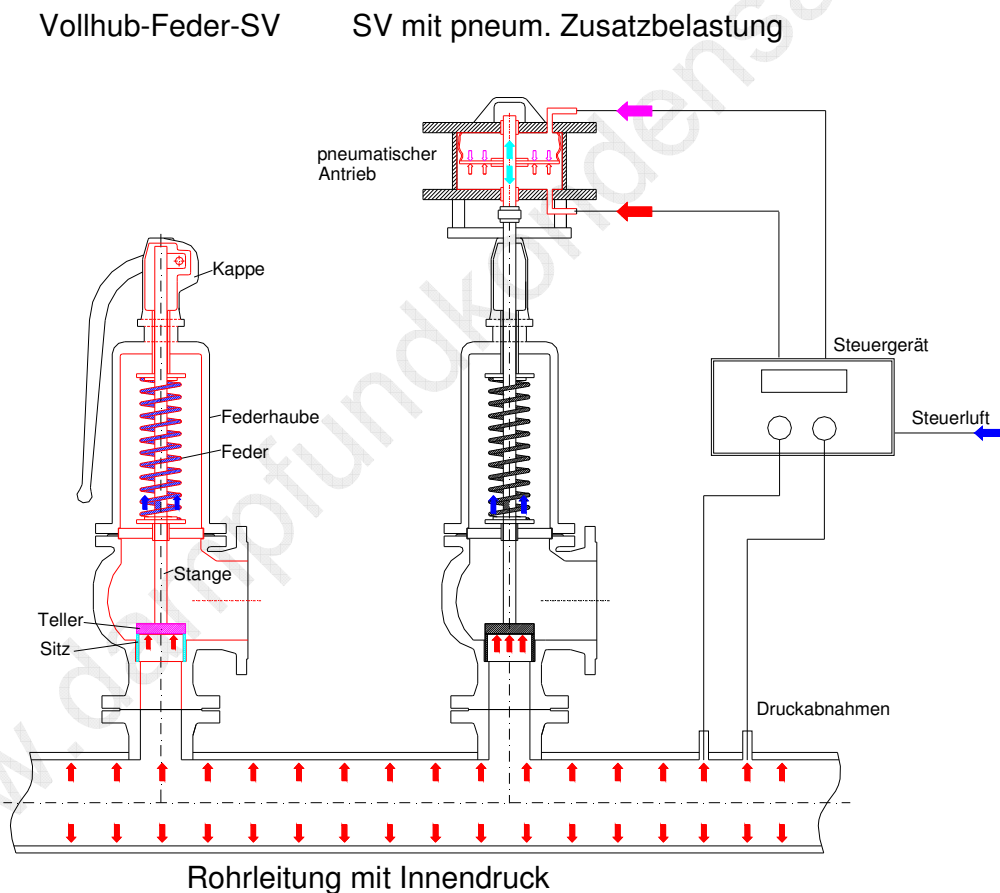 Vollhub-Feder-SV
SV mit pneum. Zusatzbelastung
pneumatischer
Antrieb
Kappe
Steuergerät
Federhaube
Steuerluft
Feder
Stange
Teller
Sitz
Druckabnahmen
Rohrleitung mit Innendruck